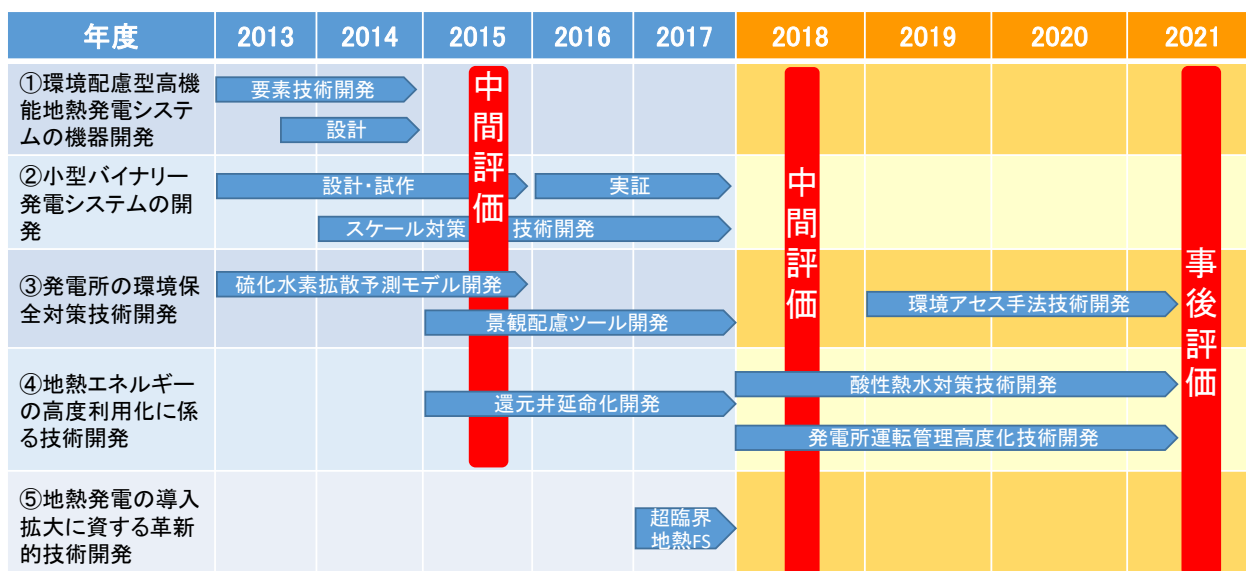 年度 2013 2014 2015 2016 2017 2018 2019 2020 2021
①環境配慮型高機
能地熱発電システ
ムの機器開発
要素技術開発
設計
②小型バイナリー
発電システムの開
発
設計・試作
実証
スケール対策 技術開発
③発電所の環境保
全対策技術開発
硫化水素拡散予測モデル開発
景観配慮ツール開発
環境アセス手法技術開発
④地熱エネルギー
の高度利用化に係
る技術開発
還元井延命化開発
酸性熱水対策技術開発
発電所運転管理高度化技術開発
⑤地熱発電の導入
拡大に資する革新
的技術開発
超臨界
地熱FS
中間評価
中間評価
事後評価